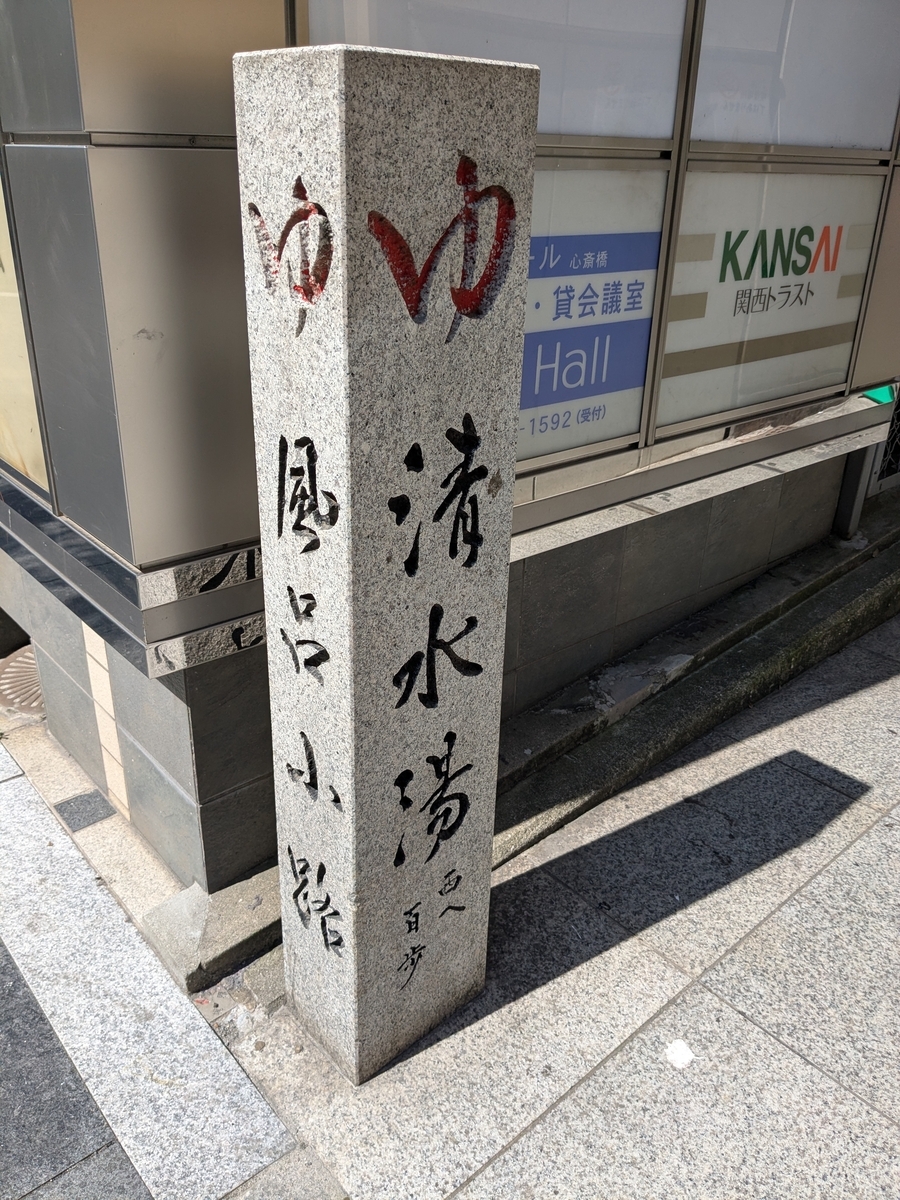 ゆ
風呂小路
ゆ
清水湯
西へ
百歩
ール 心斎橋
・貸会議室
Hall
-1592(受付)
KANSAI
関西トラスト